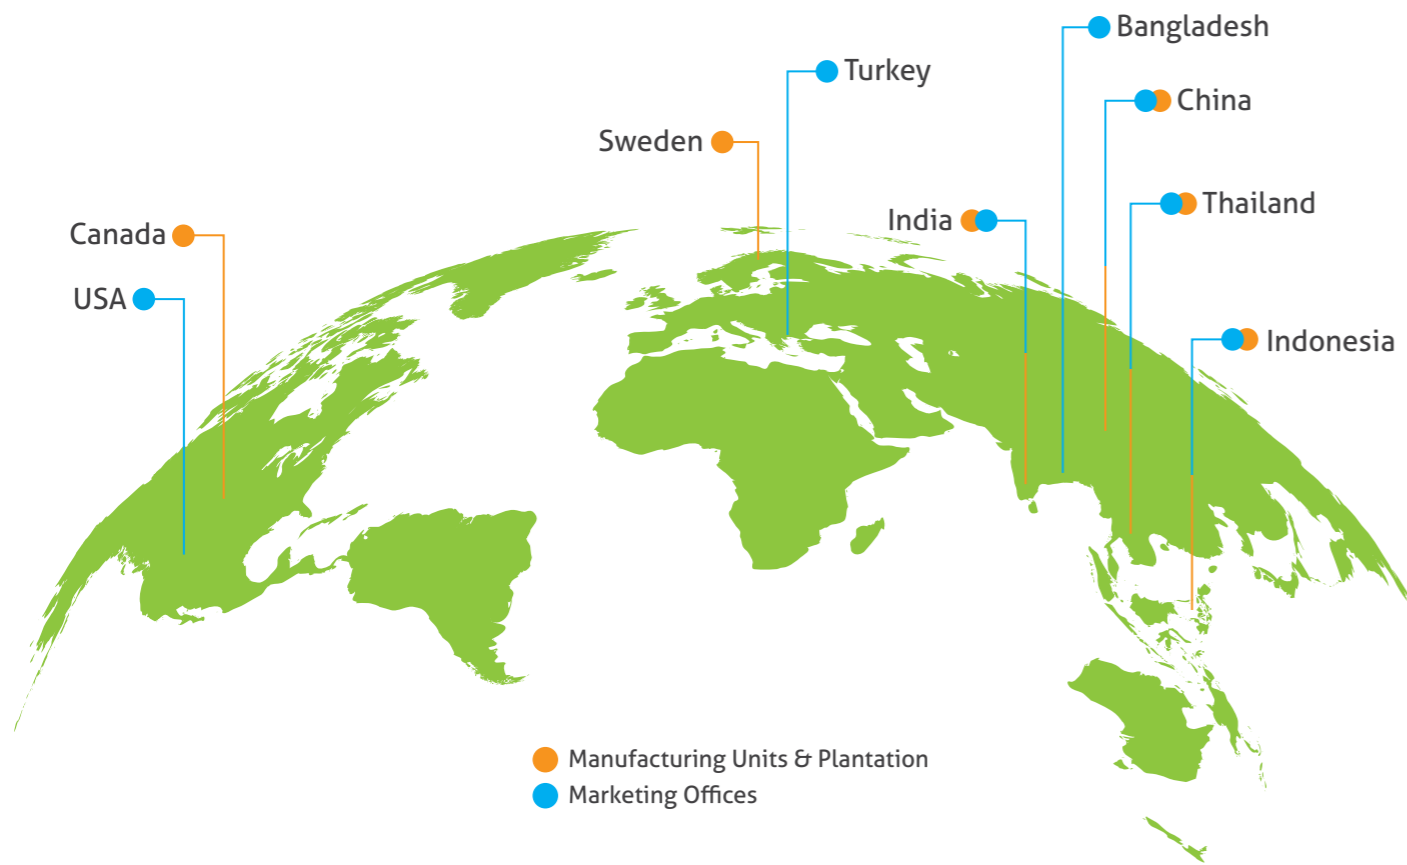 Bangladesh
Turkey
China
Sweden
Thailand
India
Canada
USA
Indonesia
Manufacturing Units & Plantation
Marketing Offices